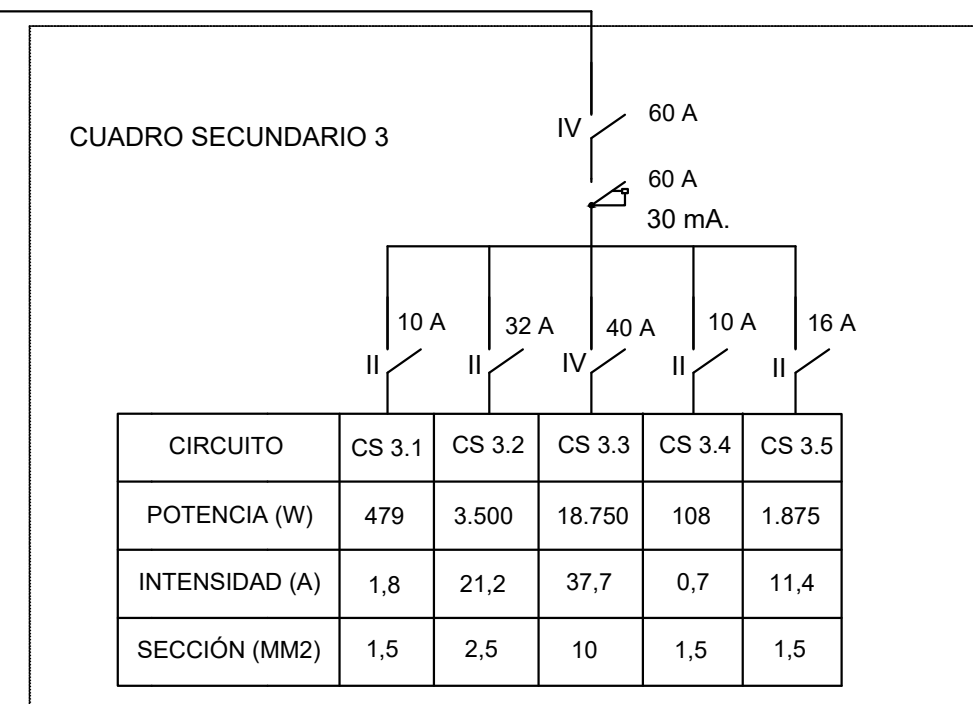 60 A
IV
CUADRO SECUNDARIO 3
60 A
30 mA.
10 A 32 A 40 A 10 A 16 A
II II IV II II
CIRCUITO CS 3.1 CS 3.2 CS 3.3 CS 3.4 CS 3.5
POTENCIA (W) 479 3.500 18.750 108 1.875
INTENSIDAD (A) 1,8 21,2 37,7 0,7 11,4
SECCIÓN (MM2) 1,5 2,5 10 1,5 1,5